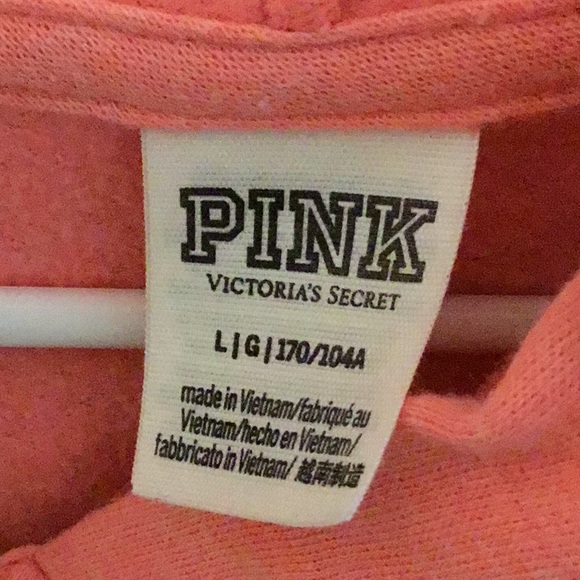 PINK
VICTORIA'S SECRET
L|G|170/104A
made in Vietnam/fabriqué au
Vietnam/hecho en Vietnam/
fabbricato in Vietnam/ 越南制造